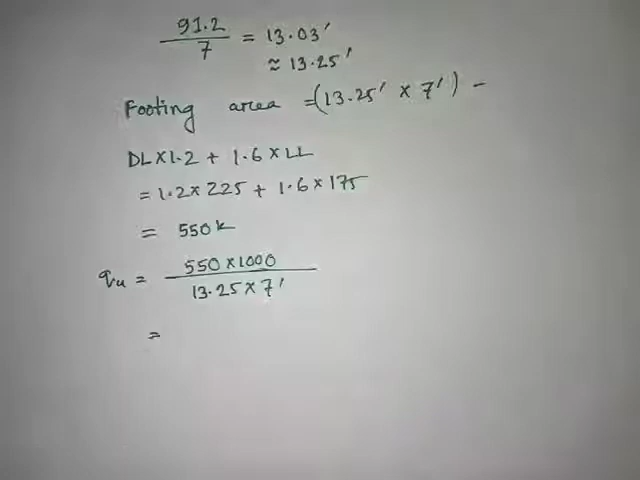 91.2 / 7 = 13.03'
≈ 13.25'
Footing area = (13.25' × 7') -
DL×1.2 + 1.6×LL
= 1.2×225 + 1.6×175
= 550k
qu = 550×1000 / 13.25×7'
=